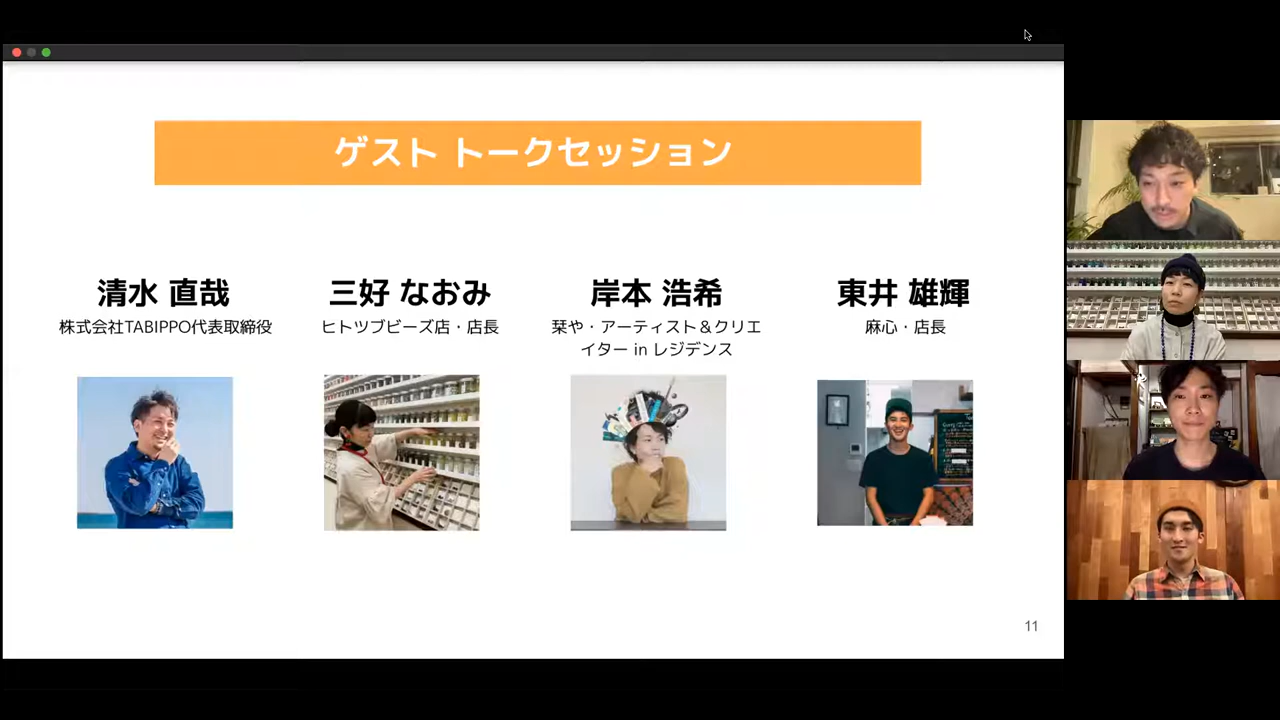 ゲスト トークセッション
清水 直哉
株式会社TABIPPO代表取締役
三好 なおみ
ヒトツブビーズ店・店長
岸本 浩希
栞や・アーティスト＆クリエ
イター in レジデンス
東井 雄輝
麻心・店長
11